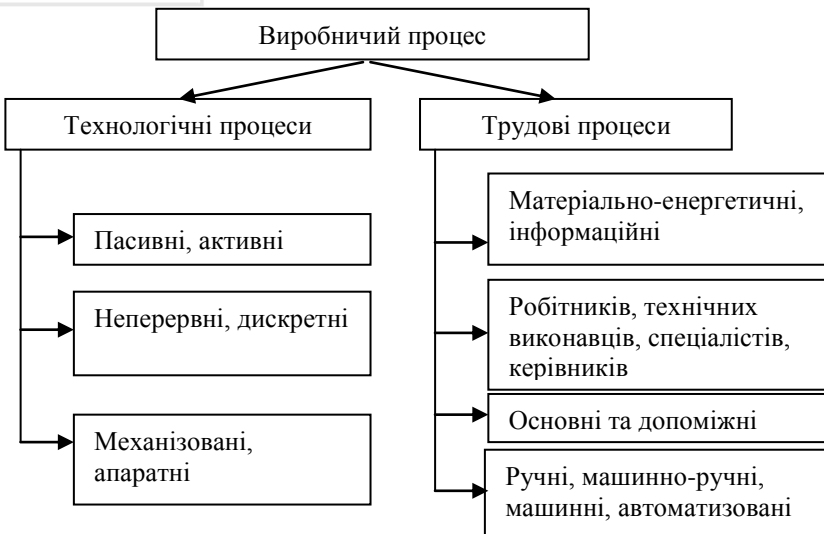 Виробничий процес
Технологічні процеси
Трудові процеси
Пасивні, активні
Неперервні, дискретні
Механізовані,
апаратні
Матеріально-енергетичні,
інформаційні
Робітників, технічних
виконавців, спеціалістів,
керівників
Основні та допоміжні
Ручні, машинно-ручні,
машинні, автоматизовані